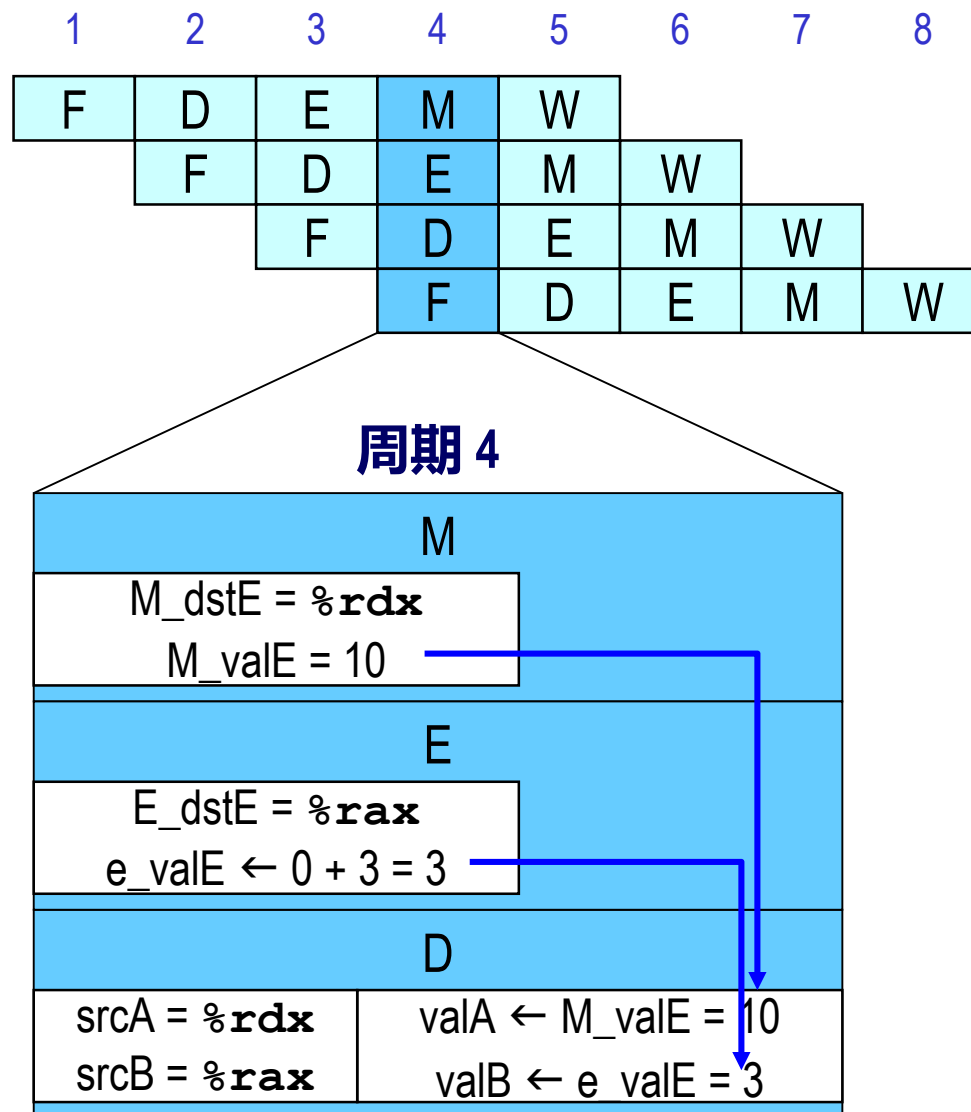 1 2 3 4 5 6 7 8
F D E M W
F D E M W
F D E M W
F D E M W
周期 4
M
M_dstE = %rdx
M_valE = 10
E
E_dstE = %rax
e_valE ← 0 + 3 = 3
D
srcA = %rdx valA ← M_valE = 10
srcB = %rax valB ← e_valE = 3